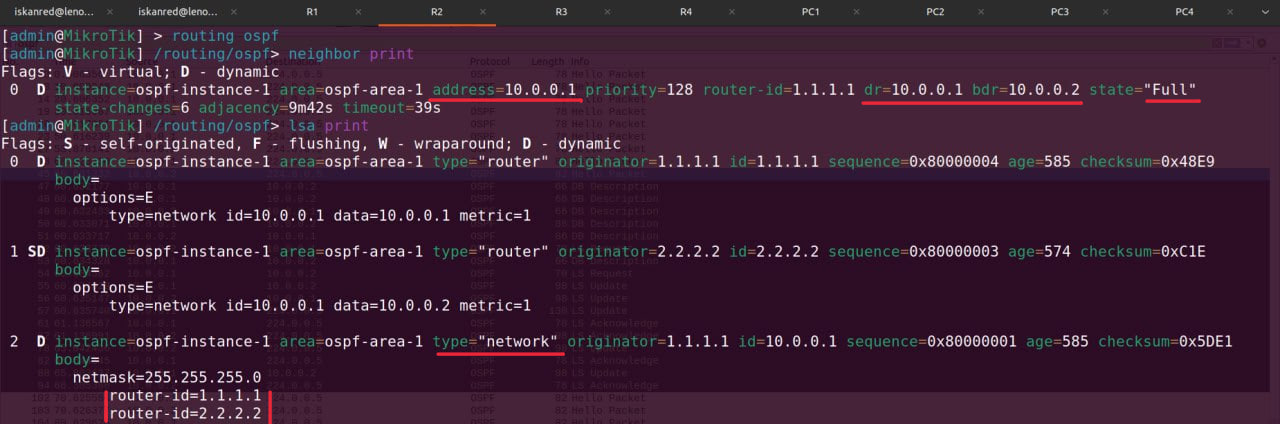 iskanred@leno... × iskanred@leno... × R1 R2 × R3 R4 PC1 PC2 PC3 PC4
[admin@MikroTik] > routing ospf
[admin@MikroTik] /routing/ospf> neighbor print
Flags: V - virtual; D - dynamic
0 D instance=ospf-instance-1 area=ospf-area-1 address=10.0.0.1 priority=128 router-id=1.1.1.1 dr=10.0.0.1 bdr=10.0.0.2 state="Full"
state-changes=6 adjacency=9m42s timeout=39s
[admin@MikroTik] /routing/ospf> lsa print
Flags: S - self-originated, F - flushing, W - wraparound; D - dynamic
0 D instance=ospf-instance-1 area=ospf-area-1 type="router" originator=1.1.1.1 id=1.1.1.1 sequence=0x80000004 age=585 checksum=0x48E9
body=
options=E
type=network id=10.0.0.1 data=10.0.0.1 metric=1
1 SD instance=ospf-instance-1 area=ospf-area-1 type="router" originator=2.2.2.2 id=2.2.2.2 sequence=0x80000003 age=574 checksum=0xC1E
body=
options=E
type=network id=10.0.0.1 data=10.0.0.2 metric=1
2 D instance=ospf-instance-1 area=ospf-area-1 type="network" originator=1.1.1.1 id=10.0.0.1 sequence=0x80000001 age=585 checksum=0x5DE1
body=
netmask=255.255.255.0
router-id=1.1.1.1
router-id=2.2.2.2